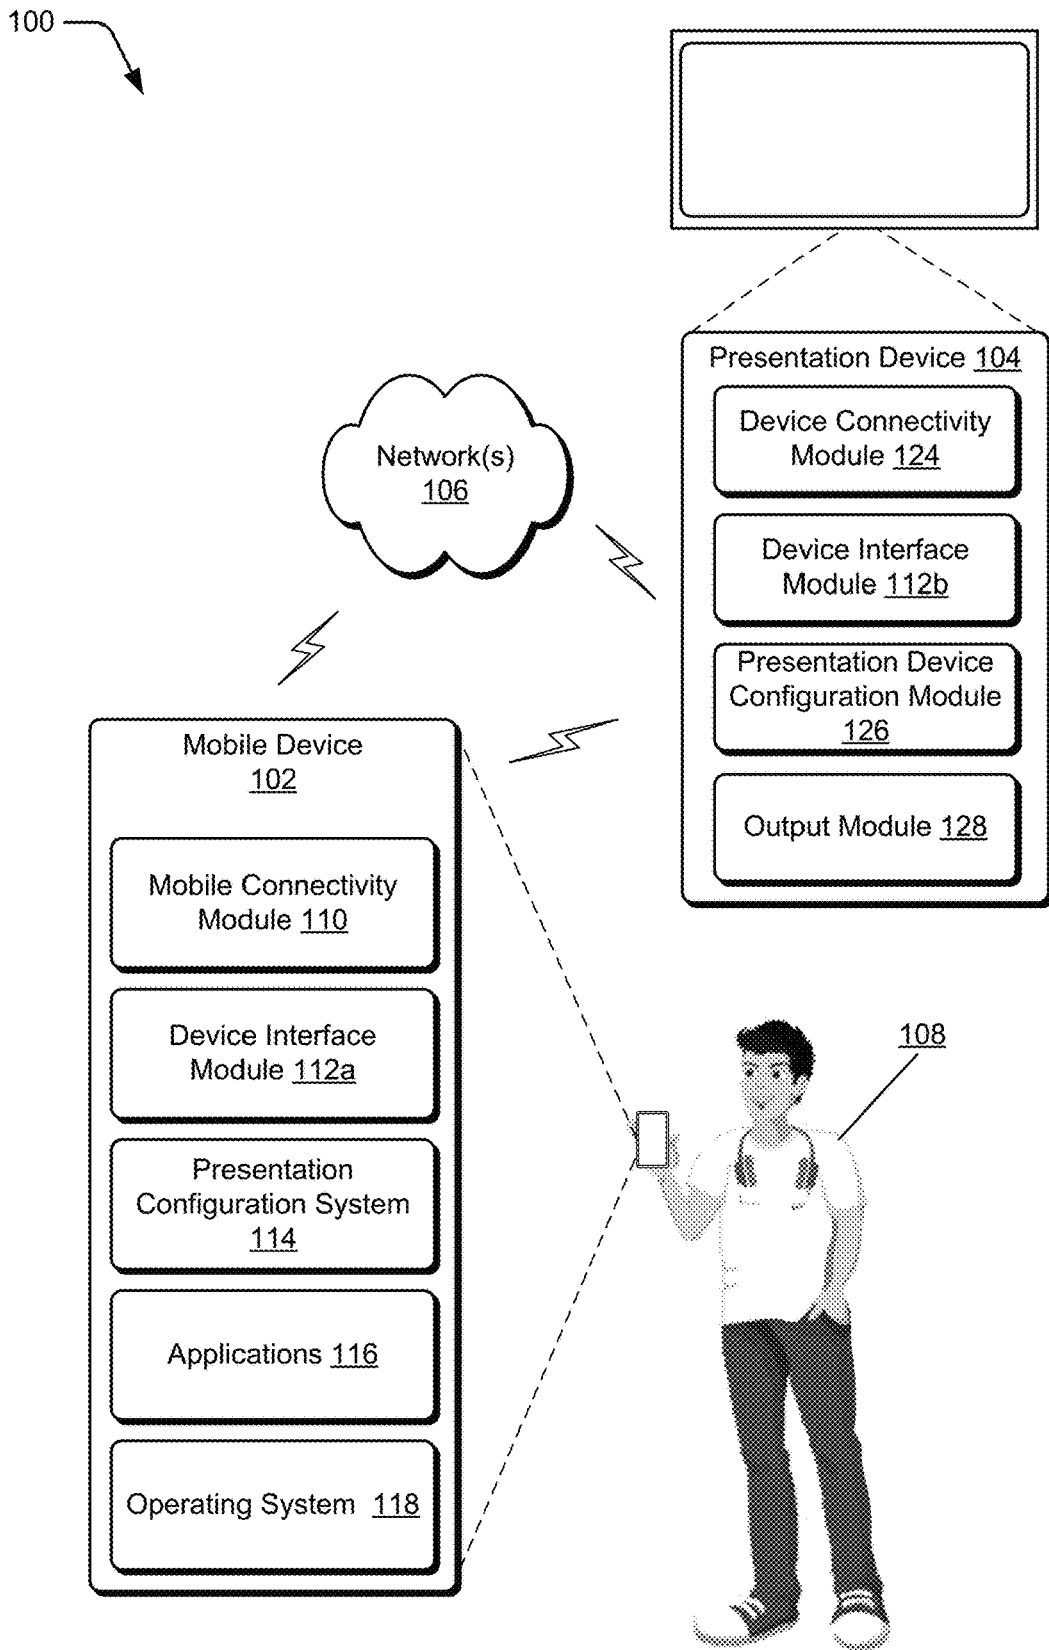 100
Presentation Device 104
Device Connectivity
Module 124
Device Interface
Module 112b
Presentation Device
Configuration Module
126
Output Module 128
Network(s)
106
Mobile Device
102
Mobile Connectivity
Module 110
Device Interface
Module 112a
Presentation
Configuration System
114
Applications 116
Operating System 118
108